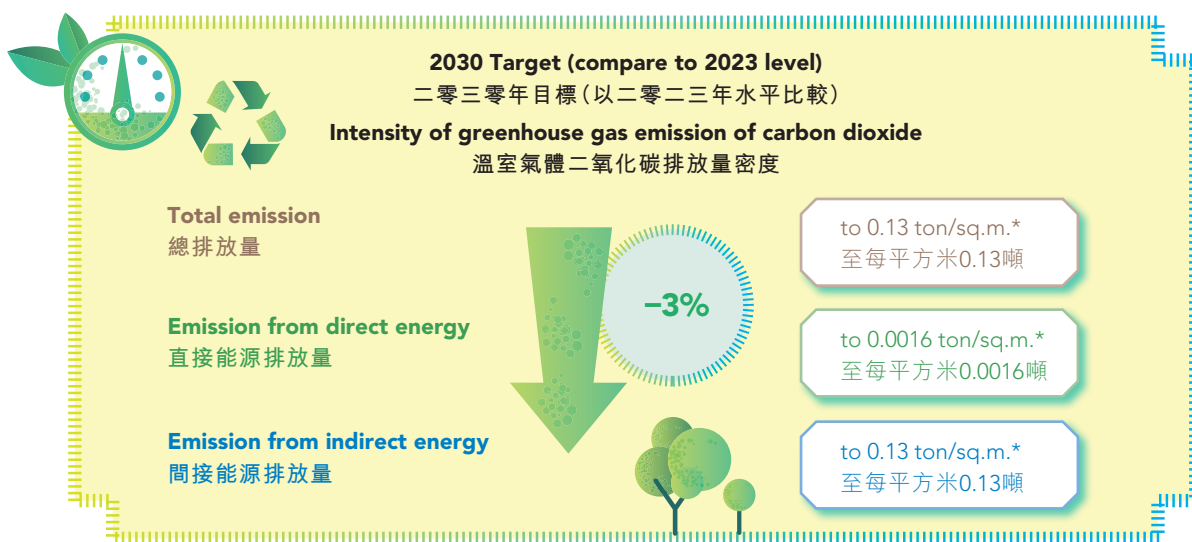 2030 Target (compare to 2023 level)
二零三零年目標（以二零二三年水平比較）
Intensity of greenhouse gas emission of carbon dioxide
溫室氣體二氧化碳排放量密度
Total emission
總排放量
to 0.13 ton/sq.m.*
至每平方米0.13噸
–3%
Emission from direct energy
直接能源排放量
to 0.0016 ton/sq.m.*
至每平方米0.0016噸
Emission from indirect energy
間接能源排放量
to 0.13 ton/sq.m.*
至每平方米0.13噸